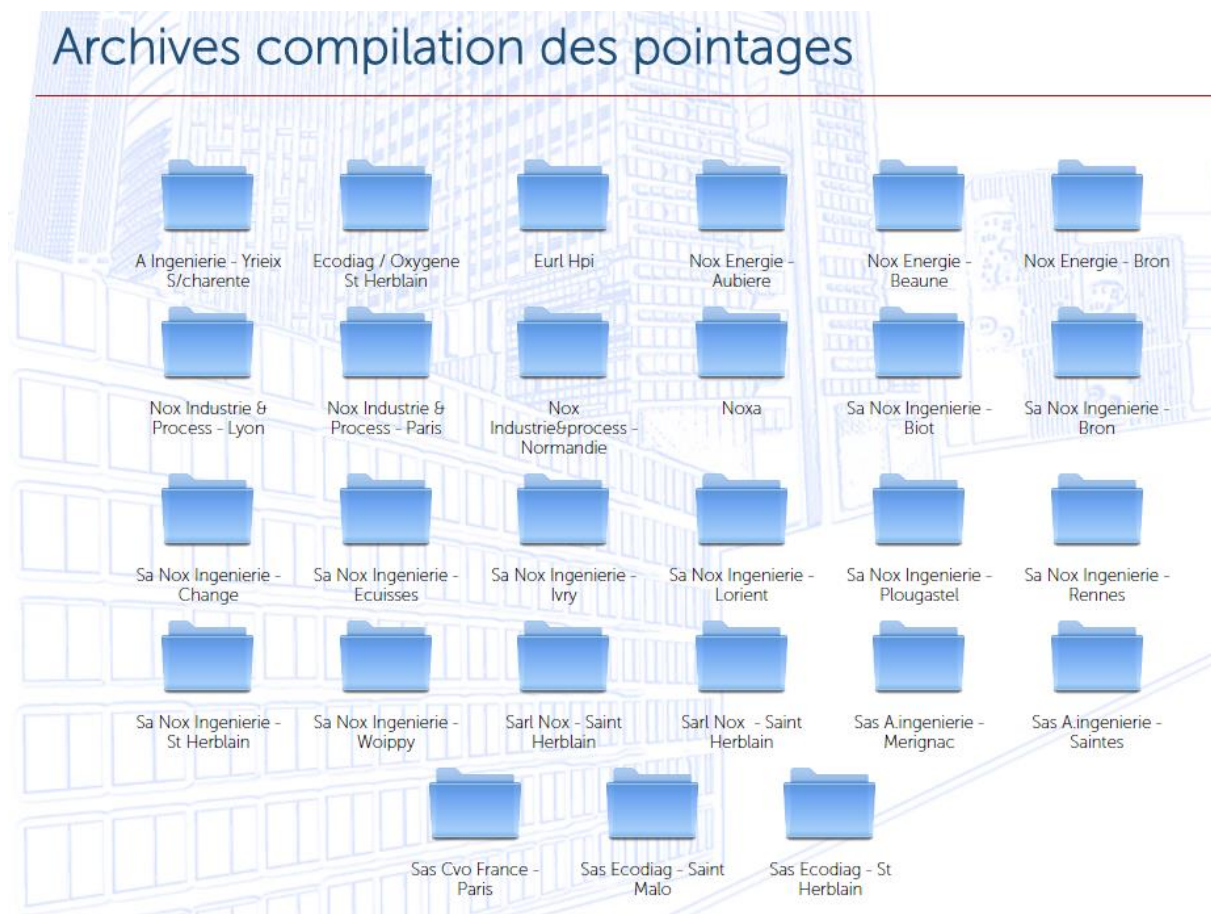 Archives compilation des pointages
A Ingenierie - Yrieix
S/charente
Ecodiag / Oxygene
St Herblain
Eurl Hpi
Nox Energie -
Aubiere
Nox Energie -
Beaune
Nox Energie - Bron
Nox Industrie &
Process - Lyon
Nox Industrie &
Process - Paris
Nox
Industrie&process -
Normandie
Noxa
Sa Nox Ingenierie -
Biot
Sa Nox Ingenierie -
Bron
Sa Nox Ingenierie -
Change
Sa Nox Ingenierie -
Ecuisses
Sa Nox Ingenierie -
Ivry
Sa Nox Ingenierie -
Lorient
Sa Nox Ingenierie -
Plougastel
Sa Nox Ingenierie -
Rennes
Sa Nox Ingenierie -
St Herblain
Sa Nox Ingenierie -
Woippy
Sarl Nox - Saint
Herblain
Sarl Nox  - Saint
Herblain
Sas A.ingenierie -
Merignac
Sas A.ingenierie -
Saintes
Sas Cvo France -
Paris
Sas Ecodiag - Saint
Malo
Sas Ecodiag - St
Herblain